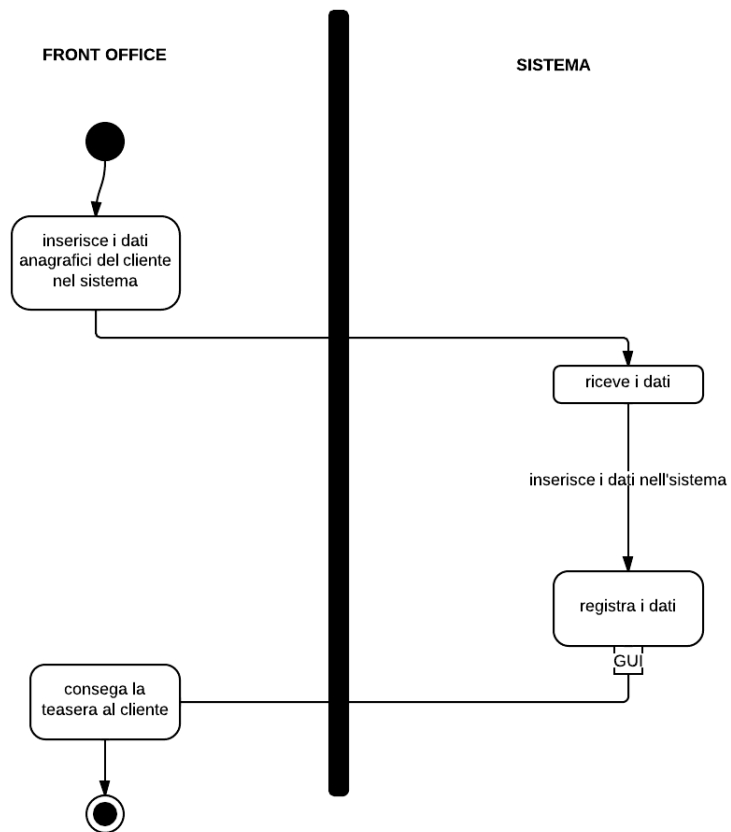 FRONT OFFICE
SISTEMA
inserisce i dati
anagrafici del cliente
nel sistema
riceve i dati
inserisce i dati nell'sistema
registra i dati
GUI
consega la
teasera al cliente